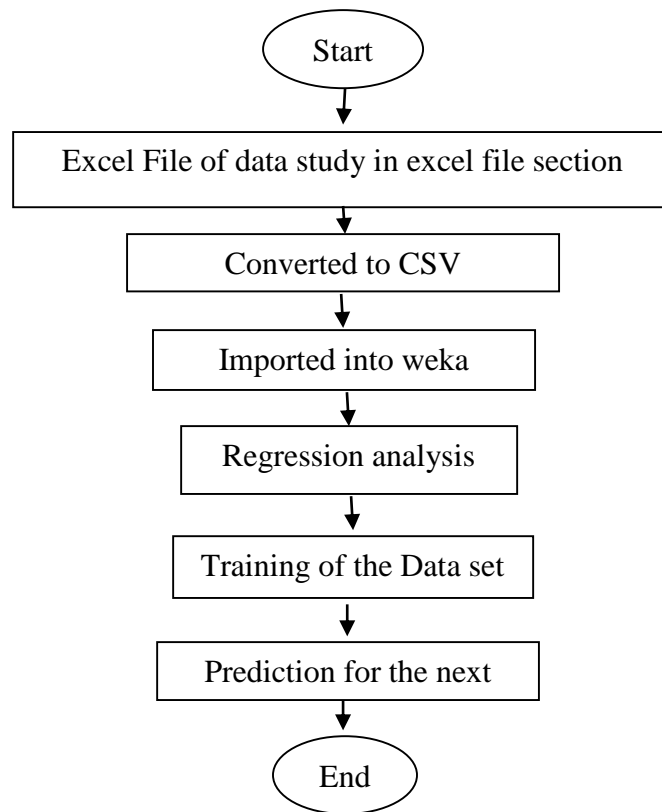 Start
Excel File of data study in excel file section
Converted to CSV
Imported into weka
Regression analysis
Training of the Data set
Prediction for the next
End